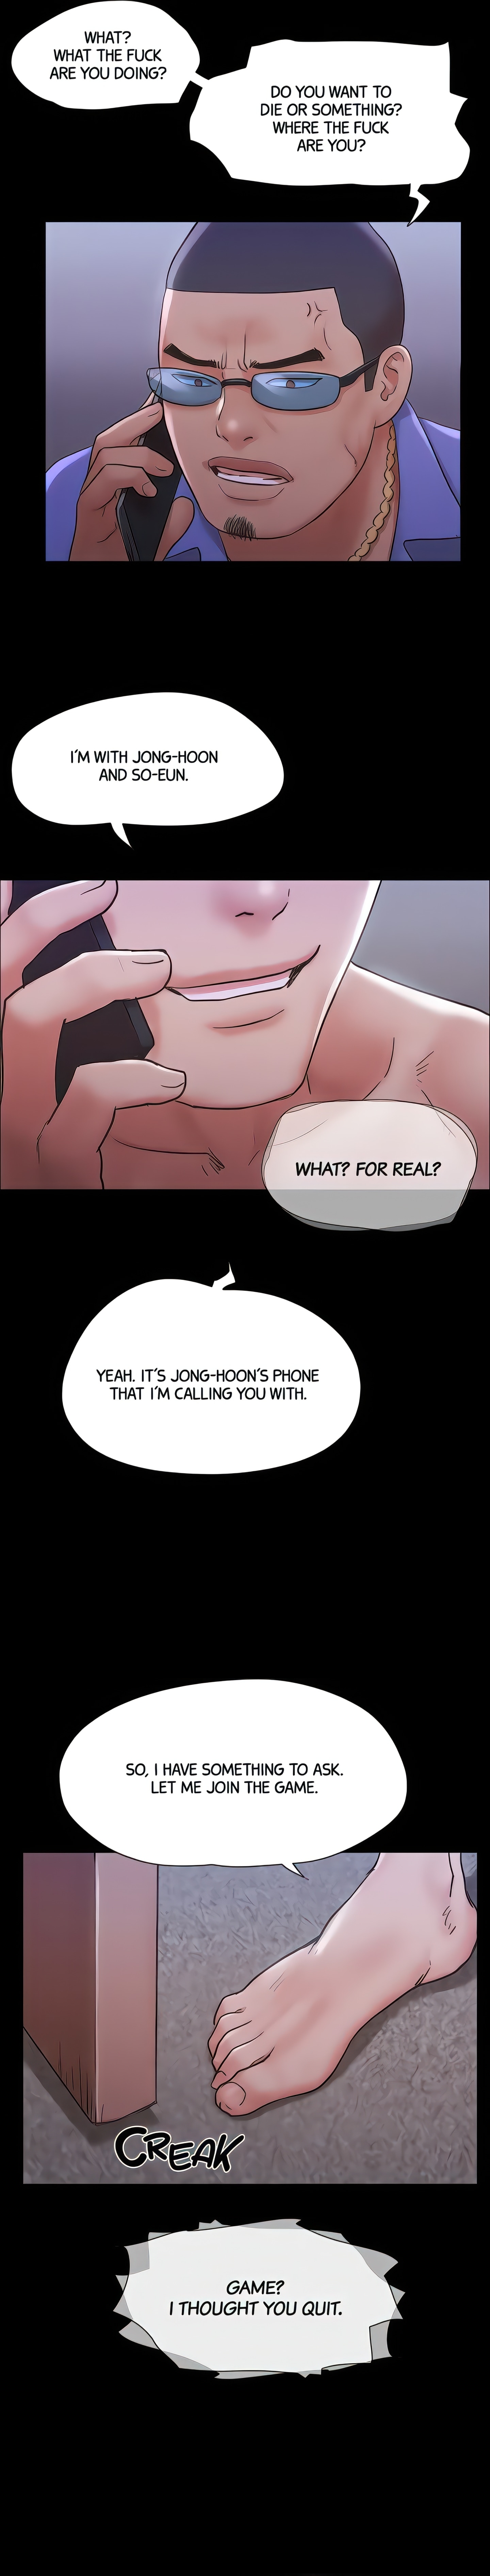 WHAT?
WHAT THE FUCK
ARE YOU DOING?
DO YOU WANT TO
DIE OR SOMETHING?
WHERE THE FUCK
ARE YOU?
I'M WITH JONG-HOON
AND SO-EUN.
WHAT? FOR REAL?
YEAH. IT'S JONG-HOON'S PHONE
THAT I'M CALLING YOU WITH.
SO, I HAVE SOMETHING TO ASK.
LET ME JOIN THE GAME.
CREAK
GAME?
I THOUGHT YOU QUIT.